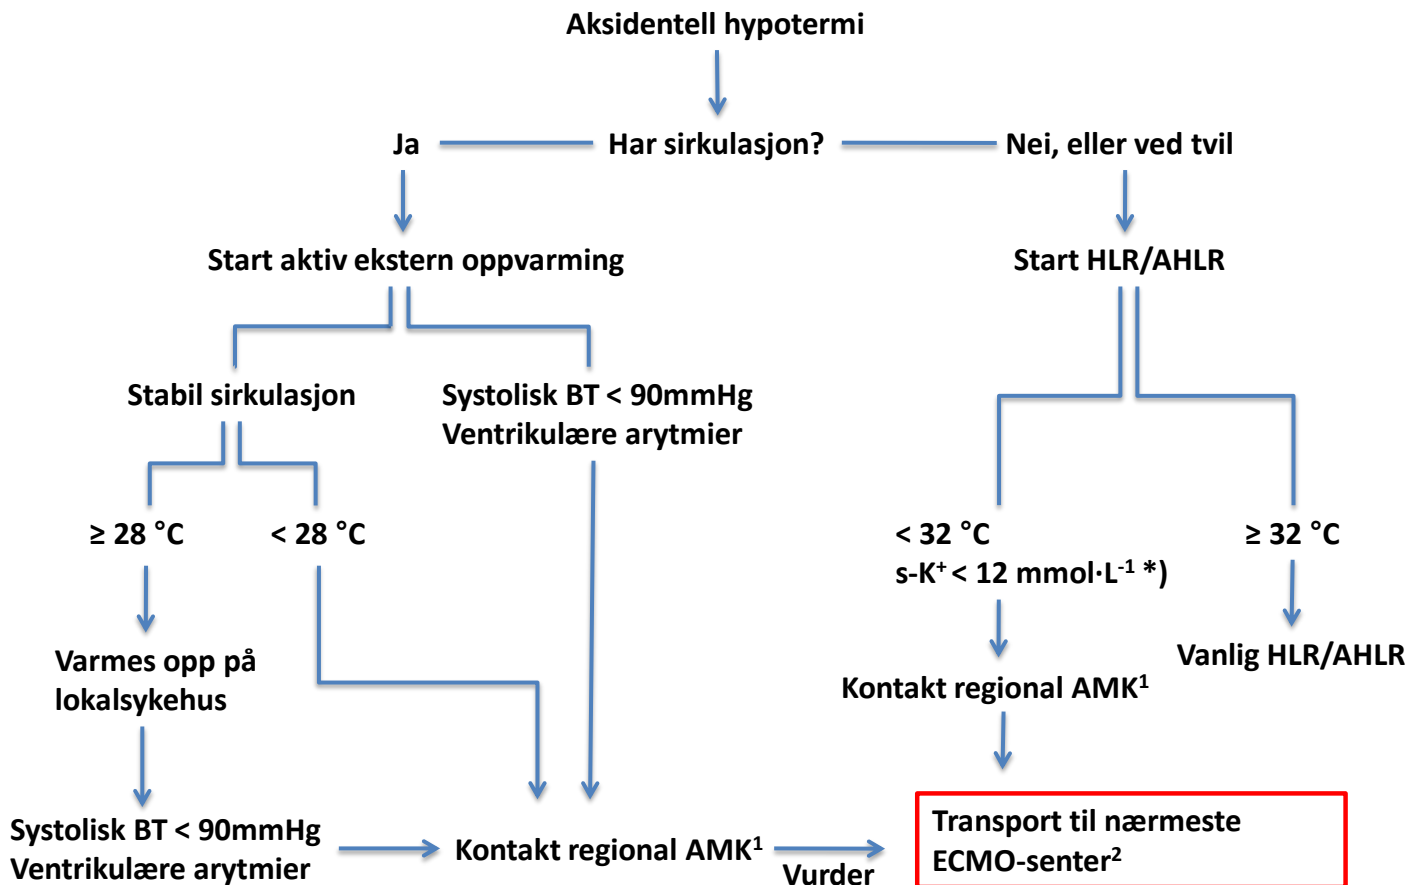 Aksidentell hypotermi
Ja
Har sirkulasjon?
Nei, eller ved tvil
Start aktiv ekstern oppvarming
Start HLR/AHLR
Stabil sirkulasjon
Systolisk BT < 90mmHg
Ventrikulære arytmier
≥ 28 °C
< 28 °C
< 32 °C
s-K⁺ < 12 mmol·L⁻¹ *)
≥ 32 °C
Varmes opp på
lokalsykehus
Kontakt regional AMK¹
Vanlig HLR/AHLR
Systolisk BT < 90mmHg
Ventrikulære arytmier
Kontakt regional AMK¹
Vurder
Transport til nærmeste
ECMO-senter²